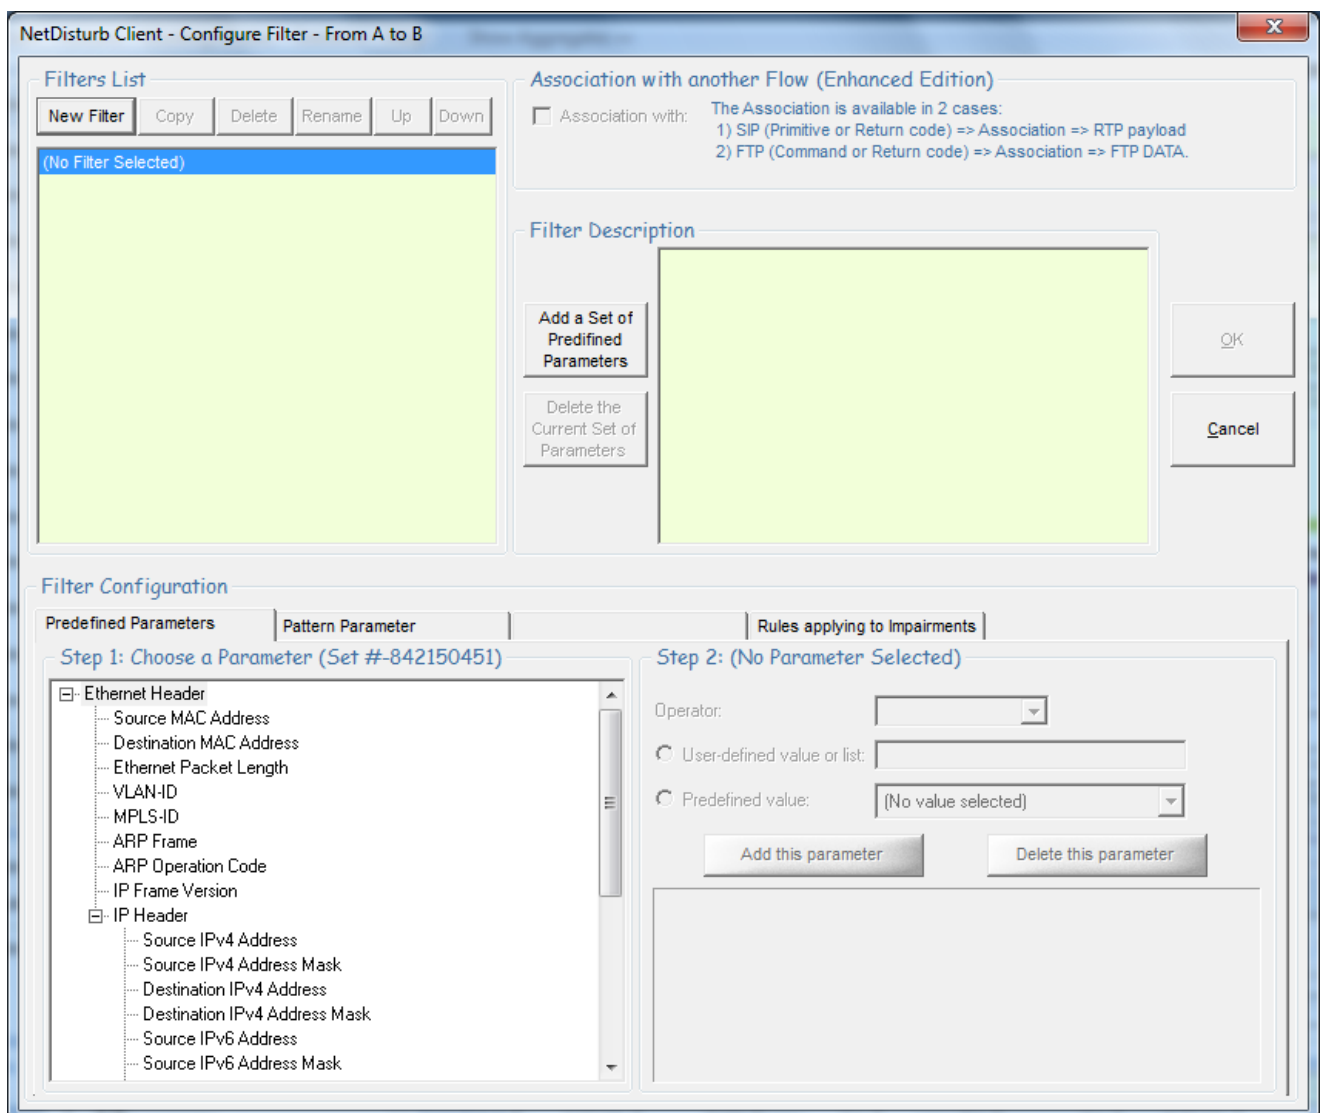 NetDisturb Client - Configure Filter - From A to B
x
Filters List
New Filter
Copy
Delete
Rename
Up
Down
(No Filter Selected)
Association with another Flow (Enhanced Edition)
Association with:
The Association is available in 2 cases:
1) SIP (Primitive or Return code) => Association => RTP payload
2) FTP (Command or Return code) => Association => FTP DATA.
Filter Description
Add a Set of
Predifined
Parameters
Delete the
Current Set of
Parameters
OK
Cancel
Filter Configuration
Predefined Parameters
Pattern Parameter
Rules applying to Impairments
Step 1: Choose a Parameter (Set #-842150451)
Ethernet Header
Source MAC Address
Destination MAC Address
Ethernet Packet Length
VLAN-ID
MPLS-ID
ARP Frame
ARP Operation Code
IP Frame Version
IP Header
Source IPv4 Address
Source IPv4 Address Mask
Destination IPv4 Address
Destination IPv4 Address Mask
Source IPv6 Address
Source IPv6 Address Mask
Step 2: (No Parameter Selected)
Operator:
User-defined value or list:
Predefined value:
(No value selected)
Add this parameter
Delete this parameter